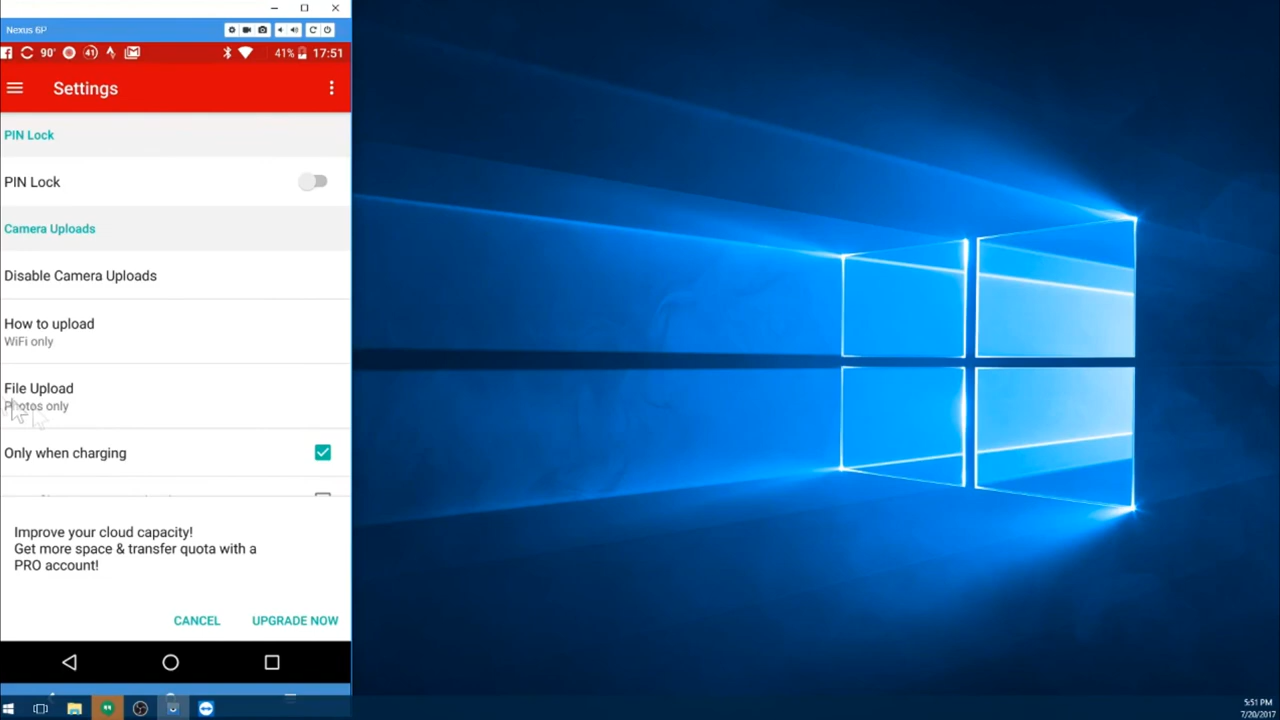 Nexus 6P
90°
41
41%
17:51
Settings
PIN Lock
PIN Lock
Camera Uploads
Disable Camera Uploads
How to upload
WiFi only
File Upload
Photos only
Only when charging
Improve your cloud capacity!
Get more space & transfer quota with a
PRO account!
CANCEL
UPGRADE NOW
5:51 PM
7/20/2017